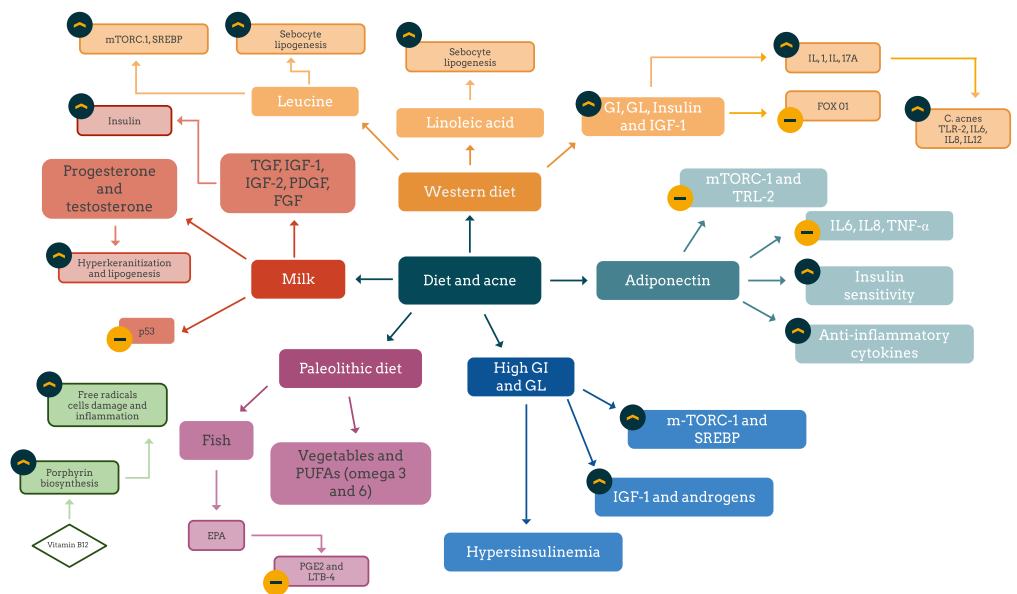 mTORC.1, SREBP
Sebocyte
lipogenesis
Sebocyte
lipogenesis
IL, 1, IL, 17A
Leucine
Linoleic acid
GI, GL, Insulin
and IGF-1
FOX 01
C. acnes
TLR-2, IL6,
IL8, IL12
Insulin
Progesterone
and
testosterone
TGF, IGF-1,
IGF-2, PDGF,
FGF
Western diet
mTORC-1 and
TRL-2
IL6, IL8, TNF-α
Hyperkeranitization
and lipogenesis
Milk
Diet and acne
Adiponectin
Insulin
sensitivity
p53
Anti-inflammatory
cytokines
Paleolithic diet
High GI
and GL
Free radicals
cells damage and
inflammation
Fish
Vegetables and
PUFAs (omega 3
and 6)
m-TORC-1 and
SREBP
Porphyrin
biosynthesis
IGF-1 and androgens
Vitamin B12
EPA
Hypersinsulinemia
PGE2 and
LTB-4